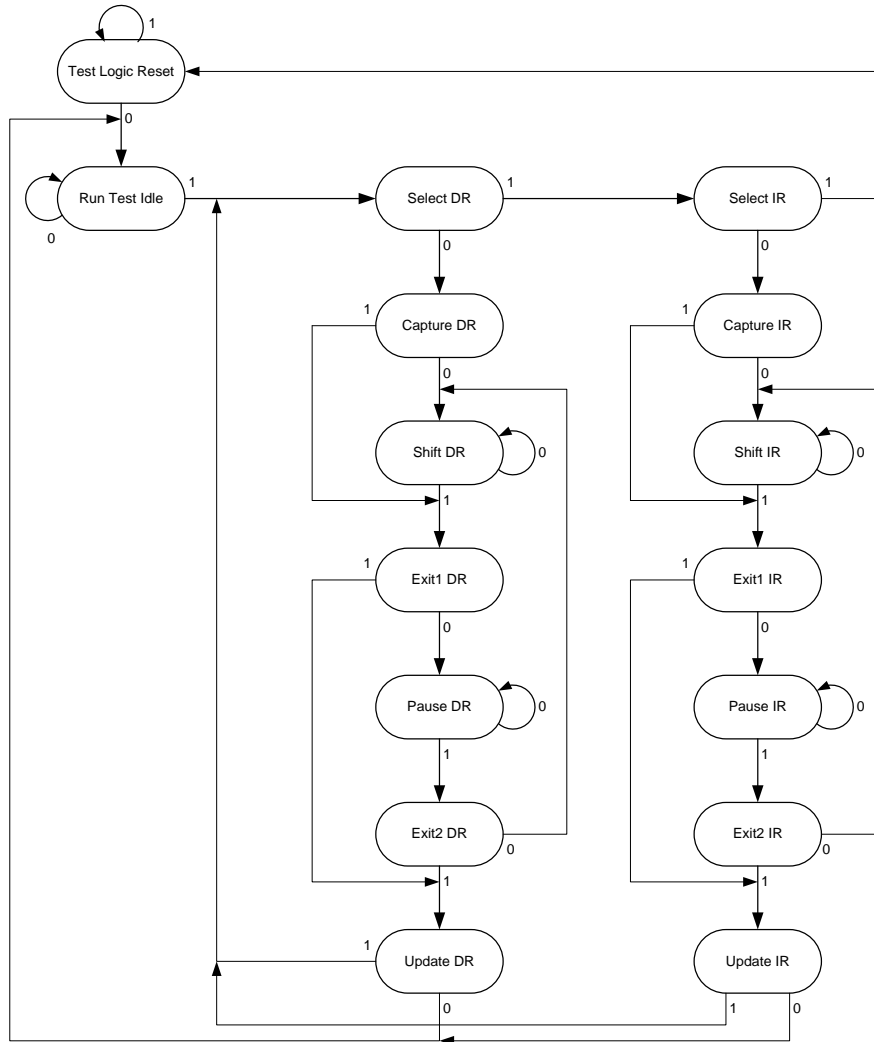 1
Test Logic Reset
0
Run Test Idle
1
Select DR
1
Select IR
1
0
0
0
1
Capture DR
1
Capture IR
0
0
Shift DR
0
Shift IR
0
1
1
1
Exit1 DR
1
Exit1 IR
0
0
Pause DR
0
Pause IR
0
1
1
Exit2 DR
0
Exit2 IR
0
1
1
1
Update DR
Update IR
0
1
0